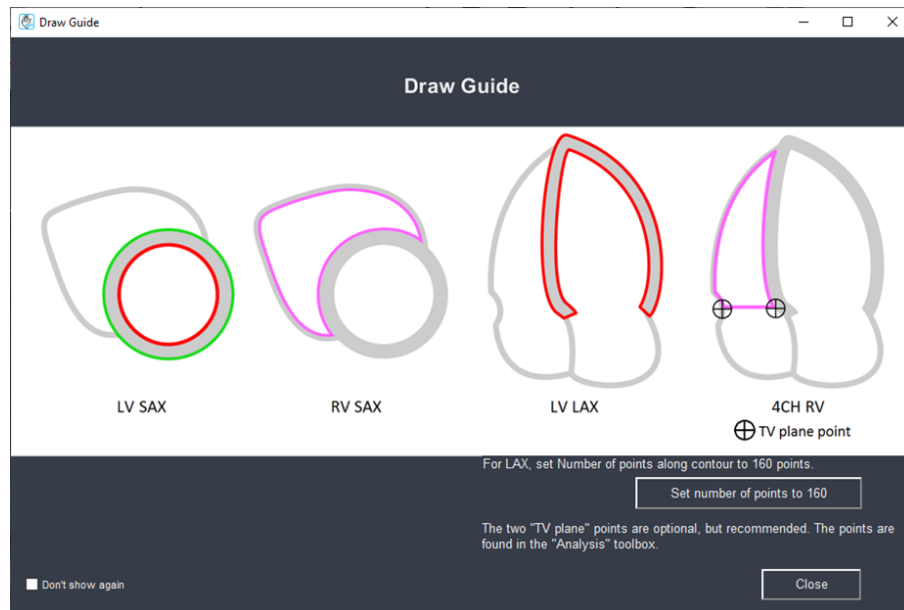 Draw Guide
Draw Guide
LV SAX
RV SAX
LV LAX
4CH RV
TV plane point
For LAX, set Number of points along contour to 160 points.
Set number of points to 160
The two "TV plane" points are optional, but recommended. The points are
found in the "Analysis" toolbox.
Don't show again
Close